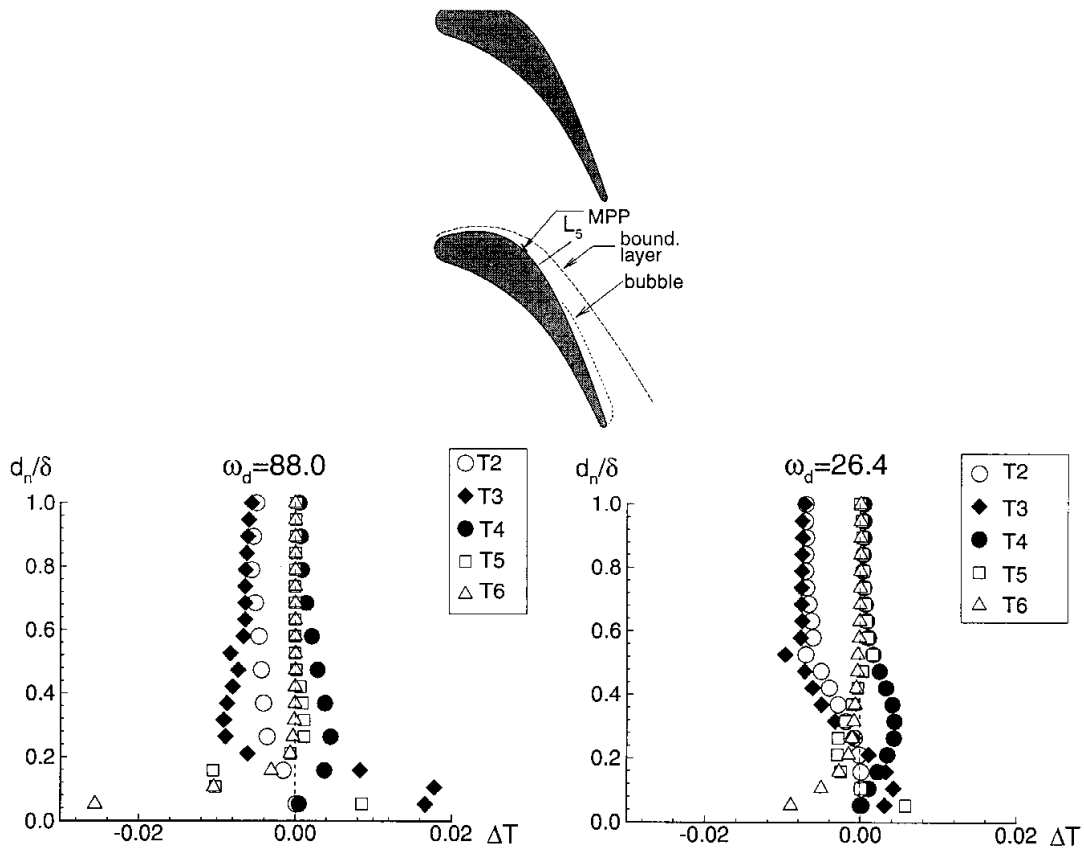 MPP
L5
bound.
layer
bubble
dn/δ
ωd=88.0
T2
T3
T4
T5
T6
1.0
0.8
0.6
0.4
0.2
0.0
-0.02
0.00
0.02
ΔT
dn/δ
ωd=26.4
T2
T3
T4
T5
T6
1.0
0.8
0.6
0.4
0.2
0.0
-0.02
0.00
0.02
ΔT